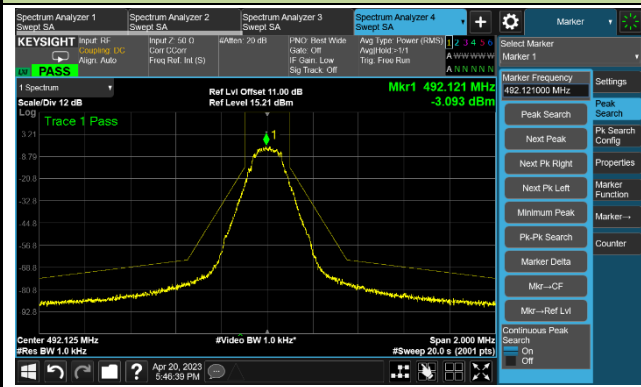 Spectrum Analyzer 1
Swept SA
Spectrum Analyzer 2
Swept SA
Spectrum Analyzer 3
Swept SA
Spectrum Analyzer 4
Swept SA
Marker
KEYSIGHT
Input: RF
Coupling: DC
Align: Auto
Input Z: 50 Ω
Corr CCorr
Freq Ref: Int (S)
#Atten: 20 dB
PNO: Best Wide
Gate: Off
IF Gain: Low
Sig Track: Off
Avg Type: Power (RMS)
Avg|Hold:>1/1
Trig: Free Run
1 2 3 4 5 6
A W W W W W
A N N N N N
PASS
Select Marker
Marker 1
1 Spectrum
Scale/Div 12 dB
Ref Lvl Offset 11.00 dB
Ref Level 15.21 dBm
Mkr1 492.121 MHz
-3.093 dBm
Log
Trace 1 Pass
1
3.21
-8.79
-20.8
-32.8
-44.8
-56.8
-68.8
-80.8
-92.8
Center 492.125 MHz
#Res BW 1.0 kHz
#Video BW 1.0 kHz*
Span 2.000 MHz
#Sweep 20.0 s (2001 pts)
Marker Frequency
492.121000 MHz
Peak Search
Next Peak
Next Pk Right
Next Pk Left
Minimum Peak
Pk-Pk Search
Marker Delta
Mkr→CF
Mkr→Ref Lvl
Continuous Peak
Search
On
Off
Settings
Peak
Search
Pk Search
Config
Properties
Marker
Function
Marker→
Counter
?
Apr 20, 2023
5:46:39 PM